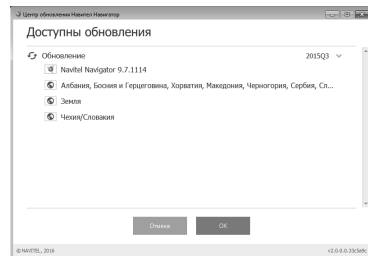 Центр обновления Навител Навигатор
Доступны обновления
Обновление 2015Q3
Navitel Navigator 9.7.1114
Албания, Босния и Герцеговина, Хорватия, Македония, Черногория, Сербия, Сл...
Земля
Чехия/Словакия
Отмена OK
© NAVITEL, 2016